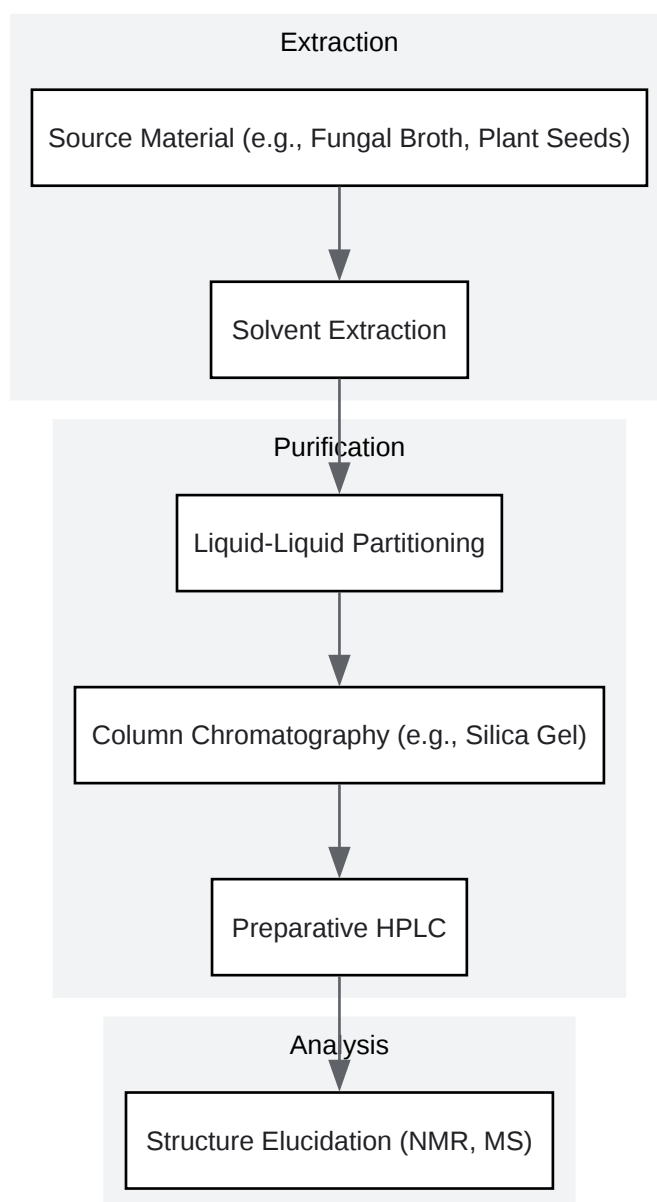 Extraction
Source Material (e.g., Fungal Broth, Plant Seeds)
Solvent Extraction
Purification
Liquid-Liquid Partitioning
Column Chromatography (e.g., Silica Gel)
Preparative HPLC
Analysis
Structure Elucidation (NMR, MS)